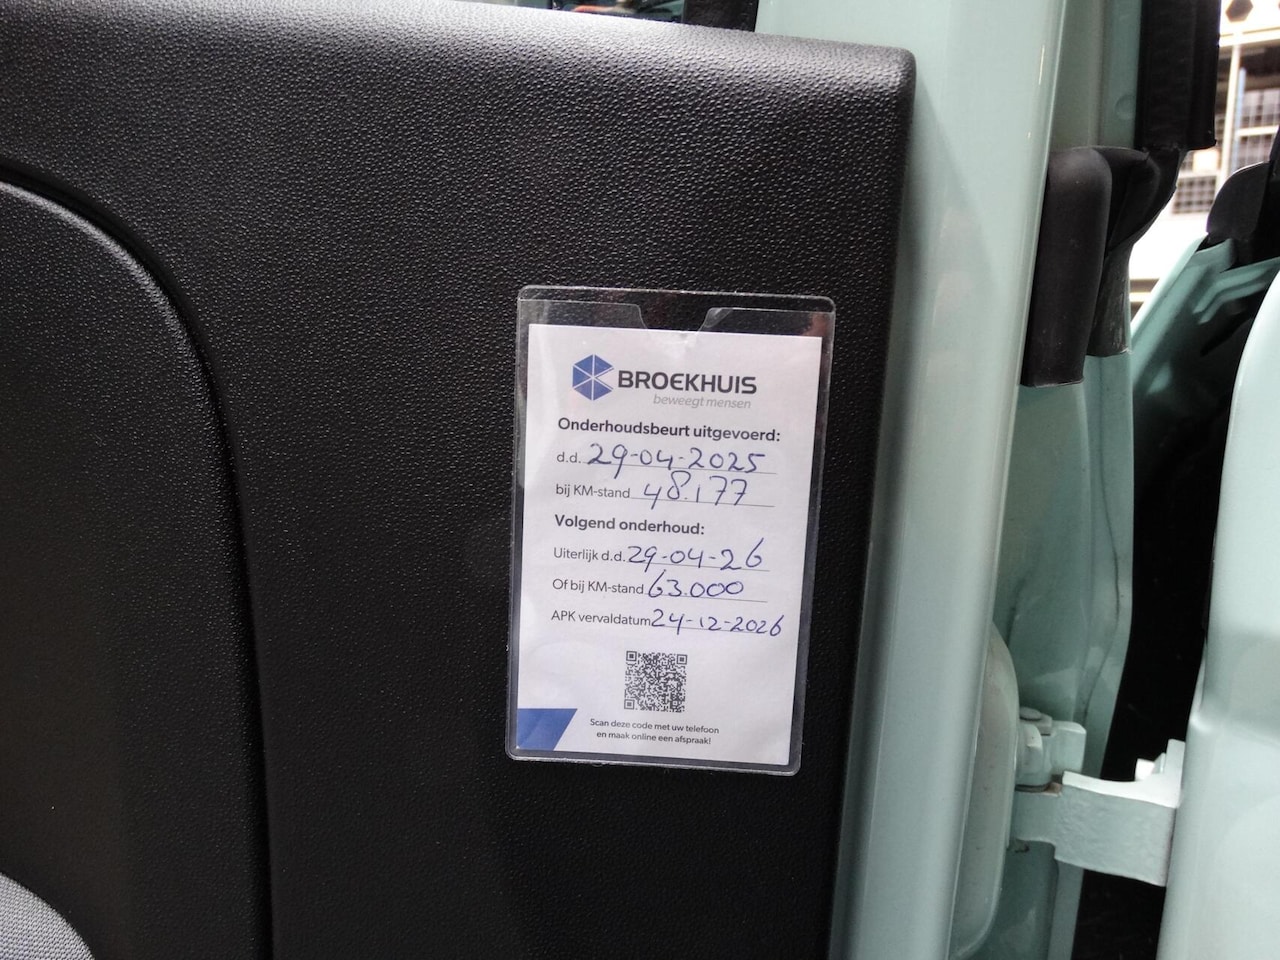 BROEKHUIS
beweegt mensen
Onderhoudsbeurt uitgevoerd:
d.d. 29-04-2025
bij KM-stand 48.177
Volgend onderhoud:
Uiterlijk d.d. 29-04-26
Of bij KM-stand 63.000
APK vervaldatum 24-12-2026
Scan deze code met uw telefoon
en maak online een afspraak!